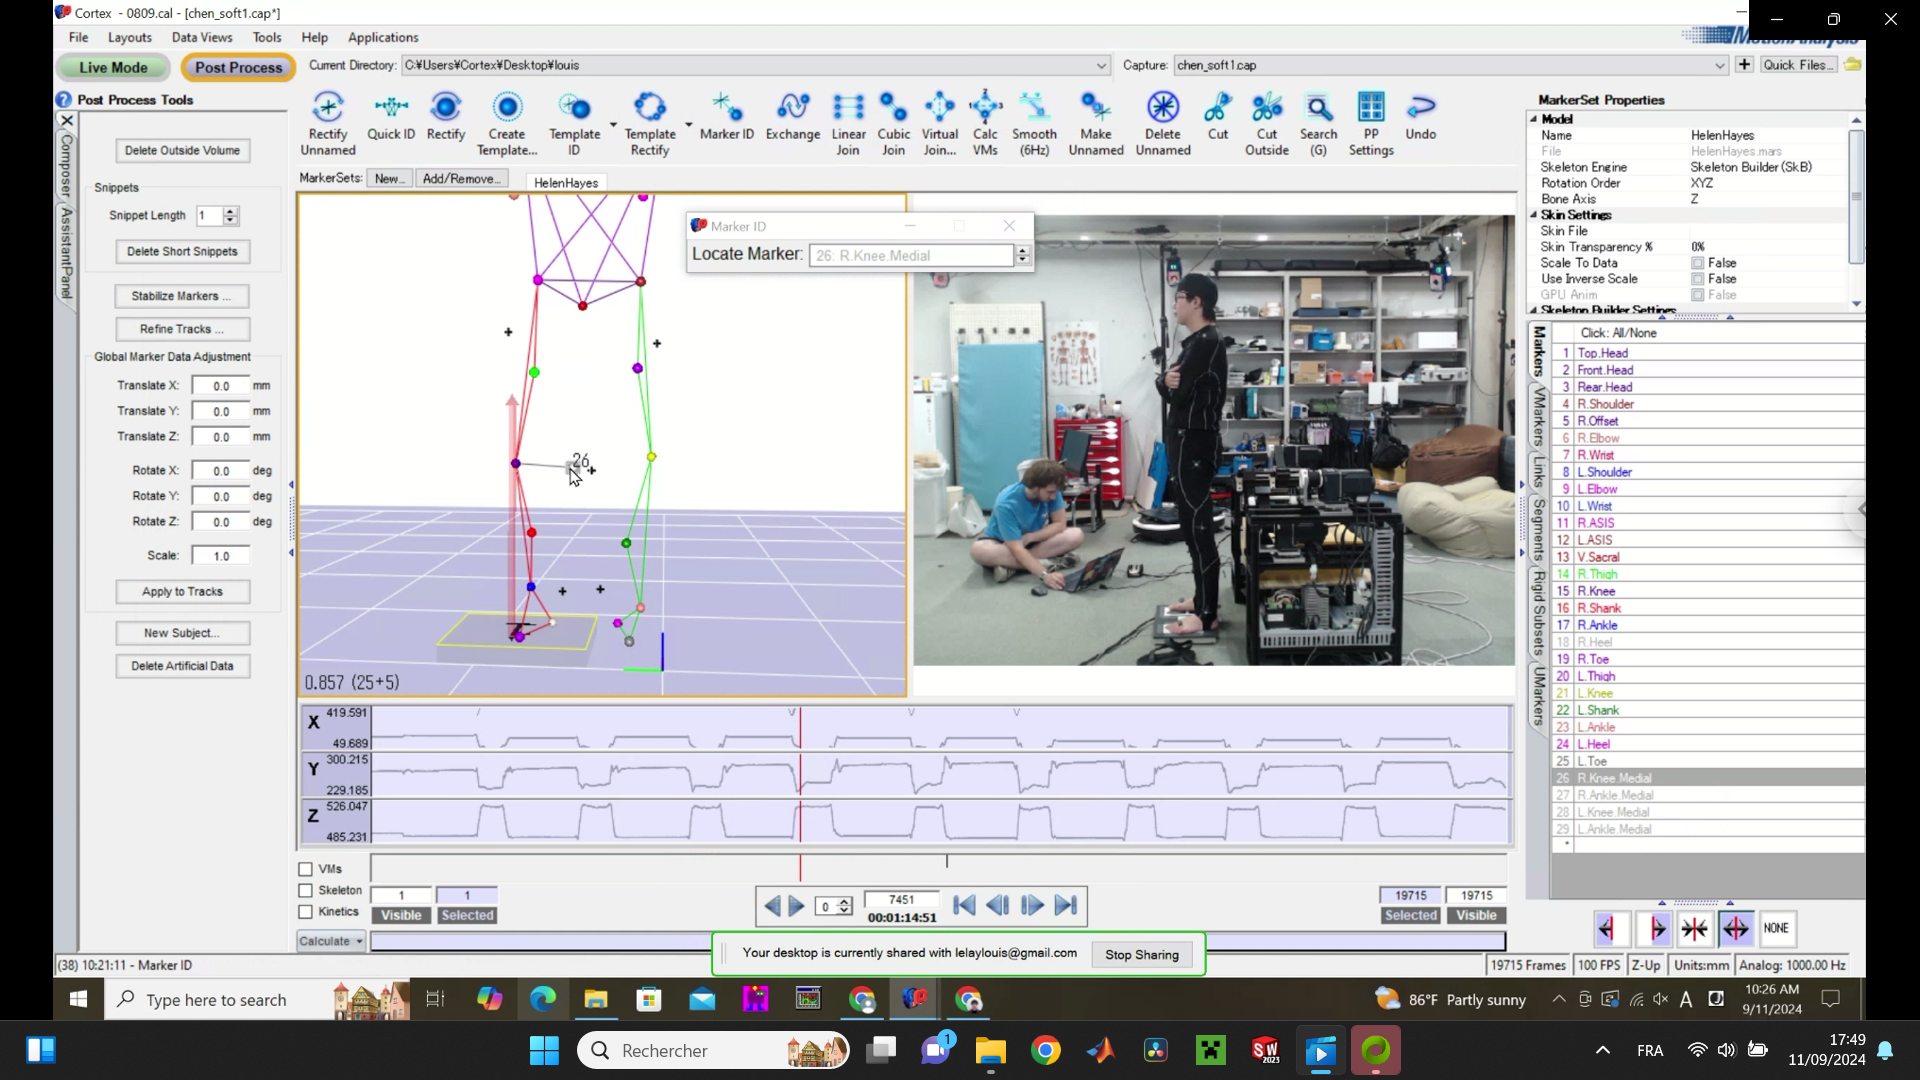 Cortex - 0809.cal - [chen_soft1.cap*]
File Layouts Data Views Tools Help Applications
MotionAnalysis
Live Mode Post Process Current Directory: C:¥Users¥Cortex¥Desktop¥louis Capture: chen_soft1.cap Quick Files...
Post Process Tools
Composer
AssistantPanel
Delete Outside Volume
Snippets
Snippet Length 1
Delete Short Snippets
Stabilize Markers ...
Refine Tracks ...
Global Marker Data Adjustment
Translate X: 0.0 mm
Translate Y: 0.0 mm
Translate Z: 0.0 mm
Rotate X: 0.0 deg
Rotate Y: 0.0 deg
Rotate Z: 0.0 deg
Scale: 1.0
Apply to Tracks
New Subject...
Delete Artificial Data
Rectify Unnamed
Quick ID
Rectify
Create Template...
Template ID
Template Rectify
Marker ID
Exchange
Linear Join
Cubic Join
Virtual Join...
Calc VMs
Smooth (6Hz)
Make Unnamed
Delete Unnamed
Cut
Cut Outside
Search (G)
PP Settings
Undo
MarkerSets: New... Add/Remove... HelenHayes
Marker ID
Locate Marker: 26: R.Knee.Medial
26
0.857 (25+5)
X 419.591
49.689
Y 300.215
229.185
Z 526.047
485.231
VMs
Skeleton
Kinetics
1 1
Visible Selected
0 7451
00:01:14:51
19715 19715
Selected Visible
Calculate
Your desktop is currently shared with lelaylouis@gmail.com Stop Sharing
(38) 10:21:11 - Marker ID
19715 Frames 100 FPS Z-Up Units:mm Analog: 1000.00 Hz
MarkerSet Properties
Model
Name HelenHayes
File HelenHayes.mars
Skeleton Engine Skeleton Builder (SkB)
Rotation Order XYZ
Bone Axis Z
Skin Settings
Skin File
Skin Transparency % 0%
Scale To Data False
Use Inverse Scale False
GPU Anim False
Skeleton Builder Settings
Markers
VMarkers
Links
Segments
Rigid Subsets
UMarkers
Click: All/None
1 Top.Head
2 Front.Head
3 Rear.Head
4 R.Shoulder
5 R.Offset
6 R.Elbow
7 R.Wrist
8 L.Shoulder
9 L.Elbow
10 L.Wrist
11 R.ASIS
12 L.ASIS
13 V.Sacral
14 R.Thigh
15 R.Knee
16 R.Shank
17 R.Ankle
18 R.Heel
19 R.Toe
20 L.Thigh
21 L.Knee
22 L.Shank
23 L.Ankle
24 L.Heel
25 L.Toe
26 R.Knee.Medial
27 R.Ankle.Medial
28 L.Knee.Medial
29 L.Ankle.Medial
*
NONE
Type here to search
86°F Partly sunny
A
10:26 AM
9/11/2024
Rechercher
1
SW
2023
FRA
17:49
11/09/2024